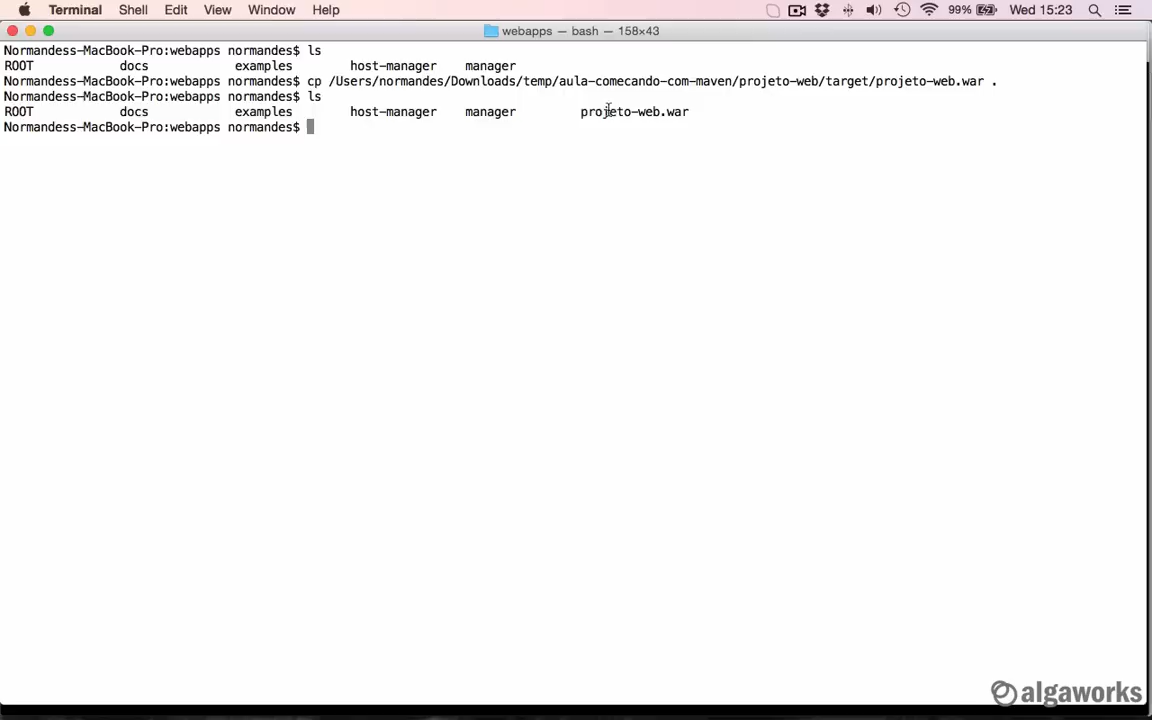 Terminal Shell Edit View Window Help 99% Wed 15:23
webapps — bash — 158×43
Normandess-MacBook-Pro:webapps normandes$ ls
ROOT docs examples host-manager manager
Normandess-MacBook-Pro:webapps normandes$ cp /Users/normandes/Downloads/temp/aula-comecando-com-maven/projeto-web/target/projeto-web.war .
Normandess-MacBook-Pro:webapps normandes$ ls
ROOT docs examples host-manager manager projeto-web.war
Normandess-MacBook-Pro:webapps normandes$
algaworks